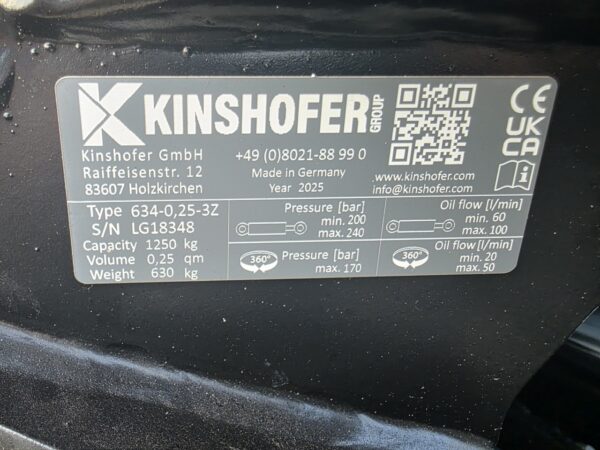 KINSHOFER GROUP
Kinshofer GmbH
Raiffeisenstr. 12
83607 Holzkirchen
+49 (0)8021-88 99 0
Made in Germany
Year 2025
www.kinshofer.com
info@kinshofer.com
CE
UK
CA
Type 634-0,25-3Z
S/N LG18348
Capacity 1250 kg
Volume 0,25 qm
Weight 630 kg
Pressure [bar]
min. 200
max. 240
Oil flow [l/min]
min. 60
max. 100
360°
Pressure [bar]
max. 170
360°
Oil flow [l/min]
min. 20
max. 50